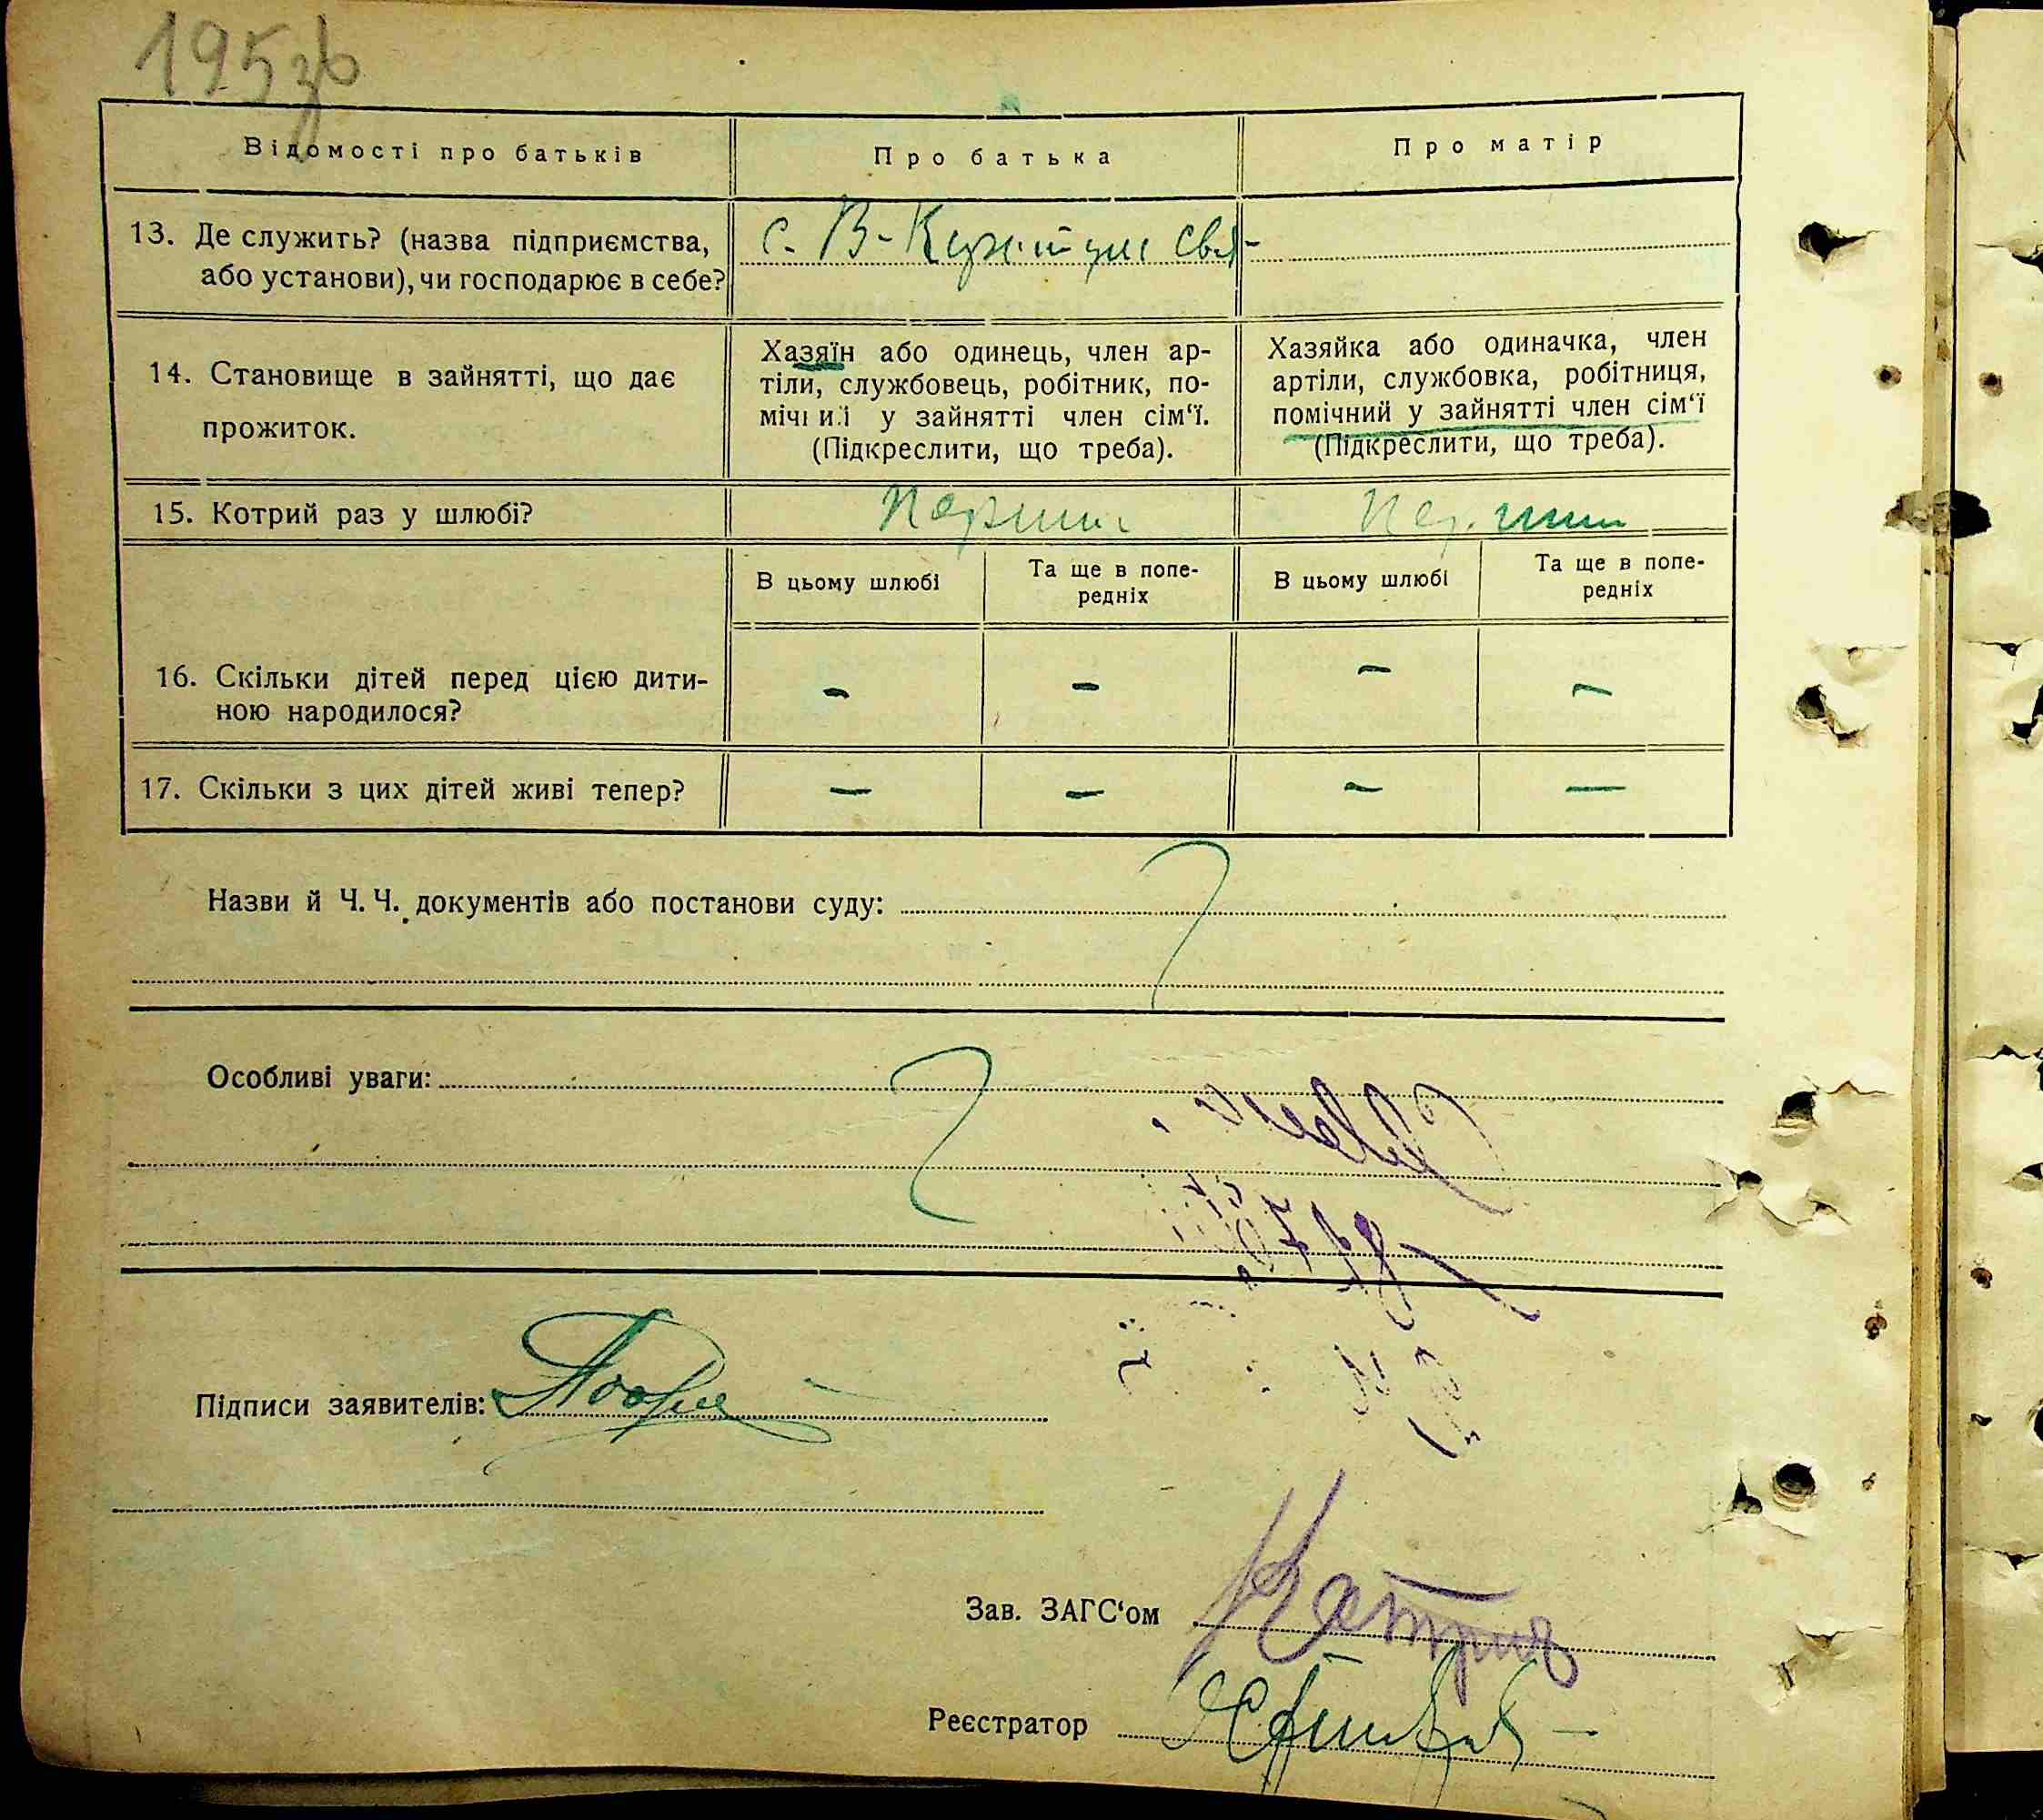 195зв
Відомості про батьків
Про батька
Про матір
13. Де служить? (назва підприємства,
або установи), чи господарює в себе?
с. В-
14. Становище в зайнятті, що дає
прожиток.
Хазяїн або одинець, член ар-
тіли, службовець, робітник, по-
мічний у зайнятті член сім‘ї.
(Підкреслити, що треба).
Хазяйка або одиначка, член
артіли, службовка, робітниця,
помічний у зайнятті член сім‘ї
(Підкреслити, що треба).
15. Котрий раз у шлюбі?
В цьому шлюбі
Та ще в попе-
редніх
В цьому шлюбі
Та ще в попе-
редніх
16. Скільки дітей перед цією дити-
ною народилося?
-
-
-
-
17. Скільки з цих дітей живі тепер?
-
-
-
-
Назви й Ч. Ч. документів або постанови суду:
Особливі уваги:
Підписи заявителів:
Зав. ЗАГС‘ом
Реєстратор